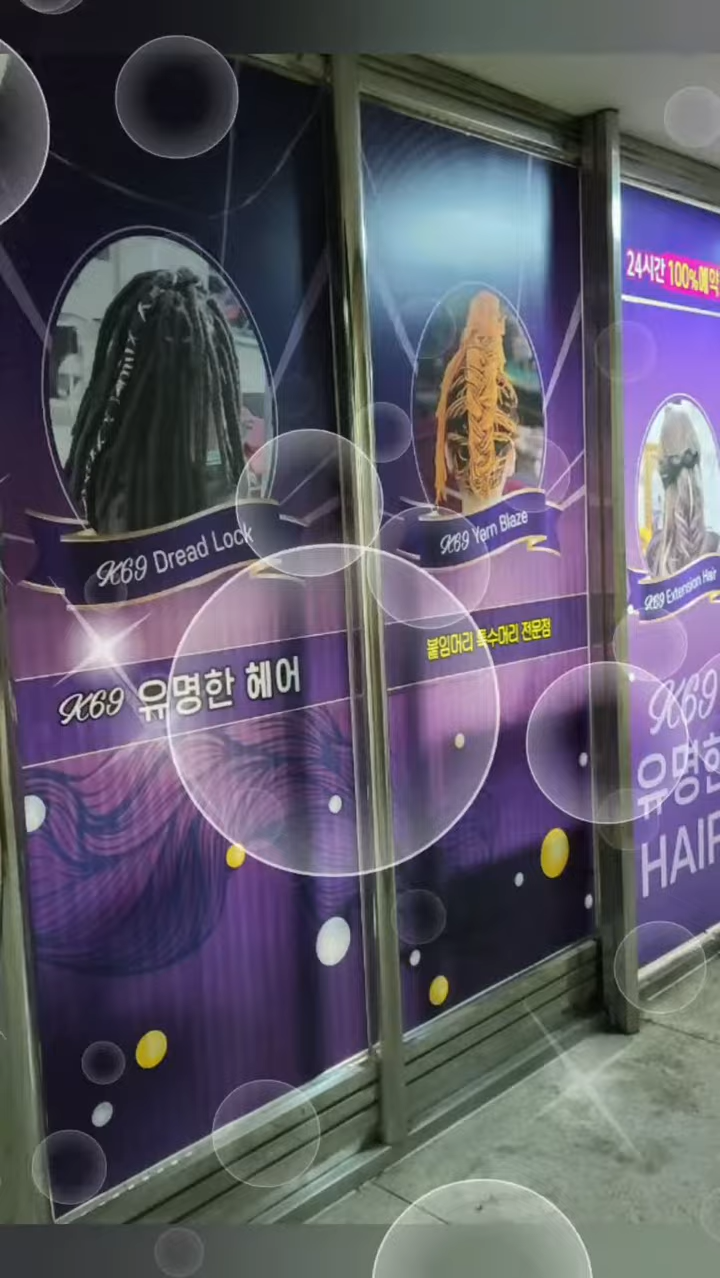 K69 Dread Lock
K69 유명한 헤어
K69 Yarn Blaze
붙임머리 특수머리 전문점
24시간 100%예약
K69 Extension Hair
K69
유명한
HAIR